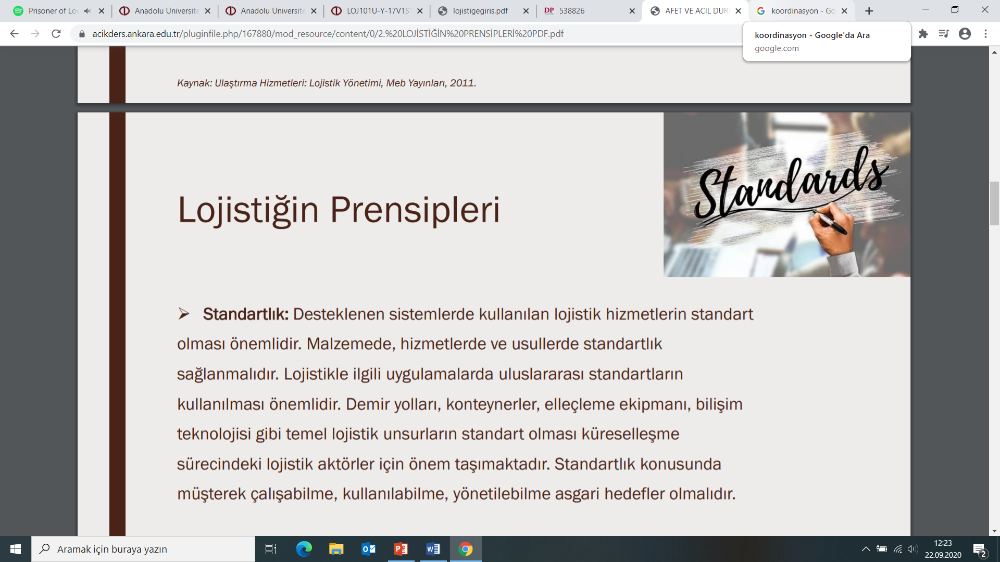 Prisoner of Lov
Anadolu Üniversite
Anadolu Üniversite
LOJ101U-Y-17V1S1
lojistigegiris.pdf
DP 538826
AFET VE ACİL DUR
koordinasyon - Go
acikders.ankara.edu.tr/pluginfile.php/167880/mod_resource/content/0/2.%20LOJİSTİĞİN%20PRENSİPLERİ%20PDF.pdf
koordinasyon - Google'da Ara
google.com
Kaynak: Ulaştırma Hizmetleri: Lojistik Yönetimi, Meb Yayınları, 2011.
Standards
Lojistiğin Prensipleri
Standartlık: Desteklenen sistemlerde kullanılan lojistik hizmetlerin standart
olması önemlidir. Malzemede, hizmetlerde ve usullerde standartlık
sağlanmalıdır. Lojistikle ilgili uygulamalarda uluslararası standartların
kullanılması önemlidir. Demir yolları, konteynerler, elleçleme ekipmanı, bilişim
teknolojisi gibi temel lojistik unsurların standart olması küreselleşme
sürecindeki lojistik aktörler için önem taşımaktadır. Standartlık konusunda
müşterek çalışabilme, kullanılabilme, yönetilebilme asgari hedefler olmalıdır.
Aramak için buraya yazın
12:23
22.09.2020
2